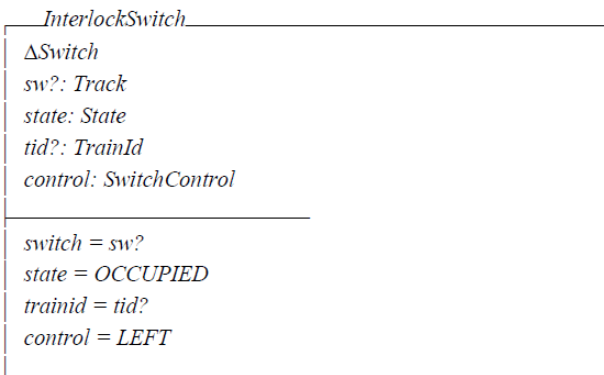 InterlockSwitch
ΔSwitch
sw?: Track
state: State
tid?: TrainId
control: SwitchControl
switch = sw?
state = OCCUPIED
trainid = tid?
control = LEFT